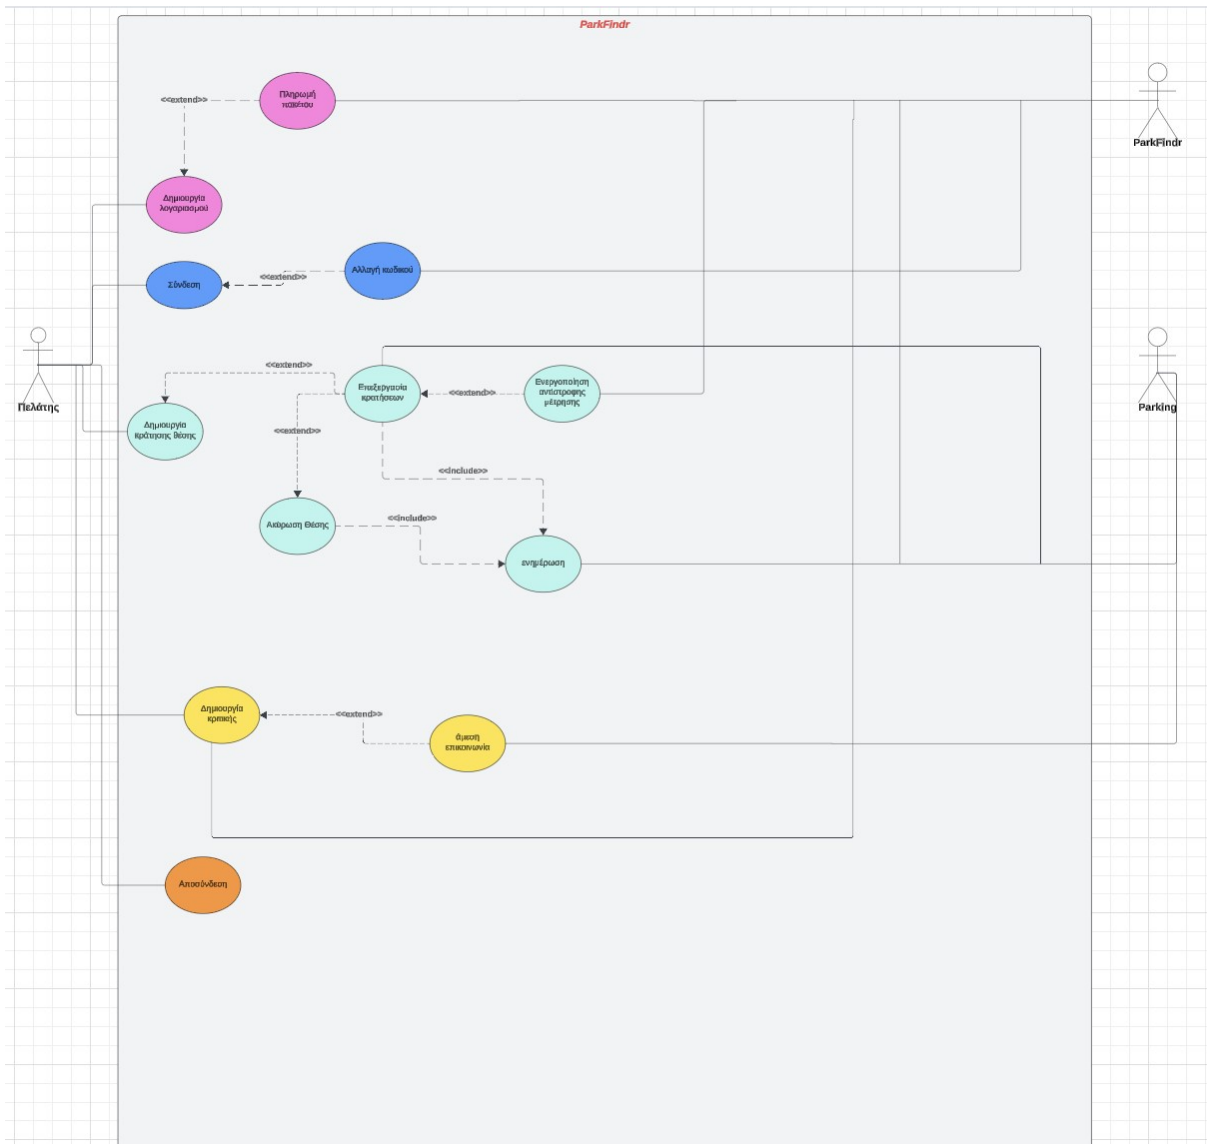 ParkFindr
Πληρωμή
πακέτου
<<extend>>
ParkFindr
Δημιουργία
λογαριασμού
Αλλαγή κωδικού
<<extend>>
Σύνδεση
<<extend>>
Επεξεργασία
κρατήσεων
<<extend>>
Ενεργοποίηση
αντίστροφης
μέτρησης
Πελάτης
Parking
Δημιουργία
κράτησης θέσης
<<extend>>
<<include>>
Ακύρωση Θέσης
<<include>>
ενημέρωση
Δημιουργία
κριτικής
<<extend>>
άμεση
επικοινωνία
Αποσύνδεση